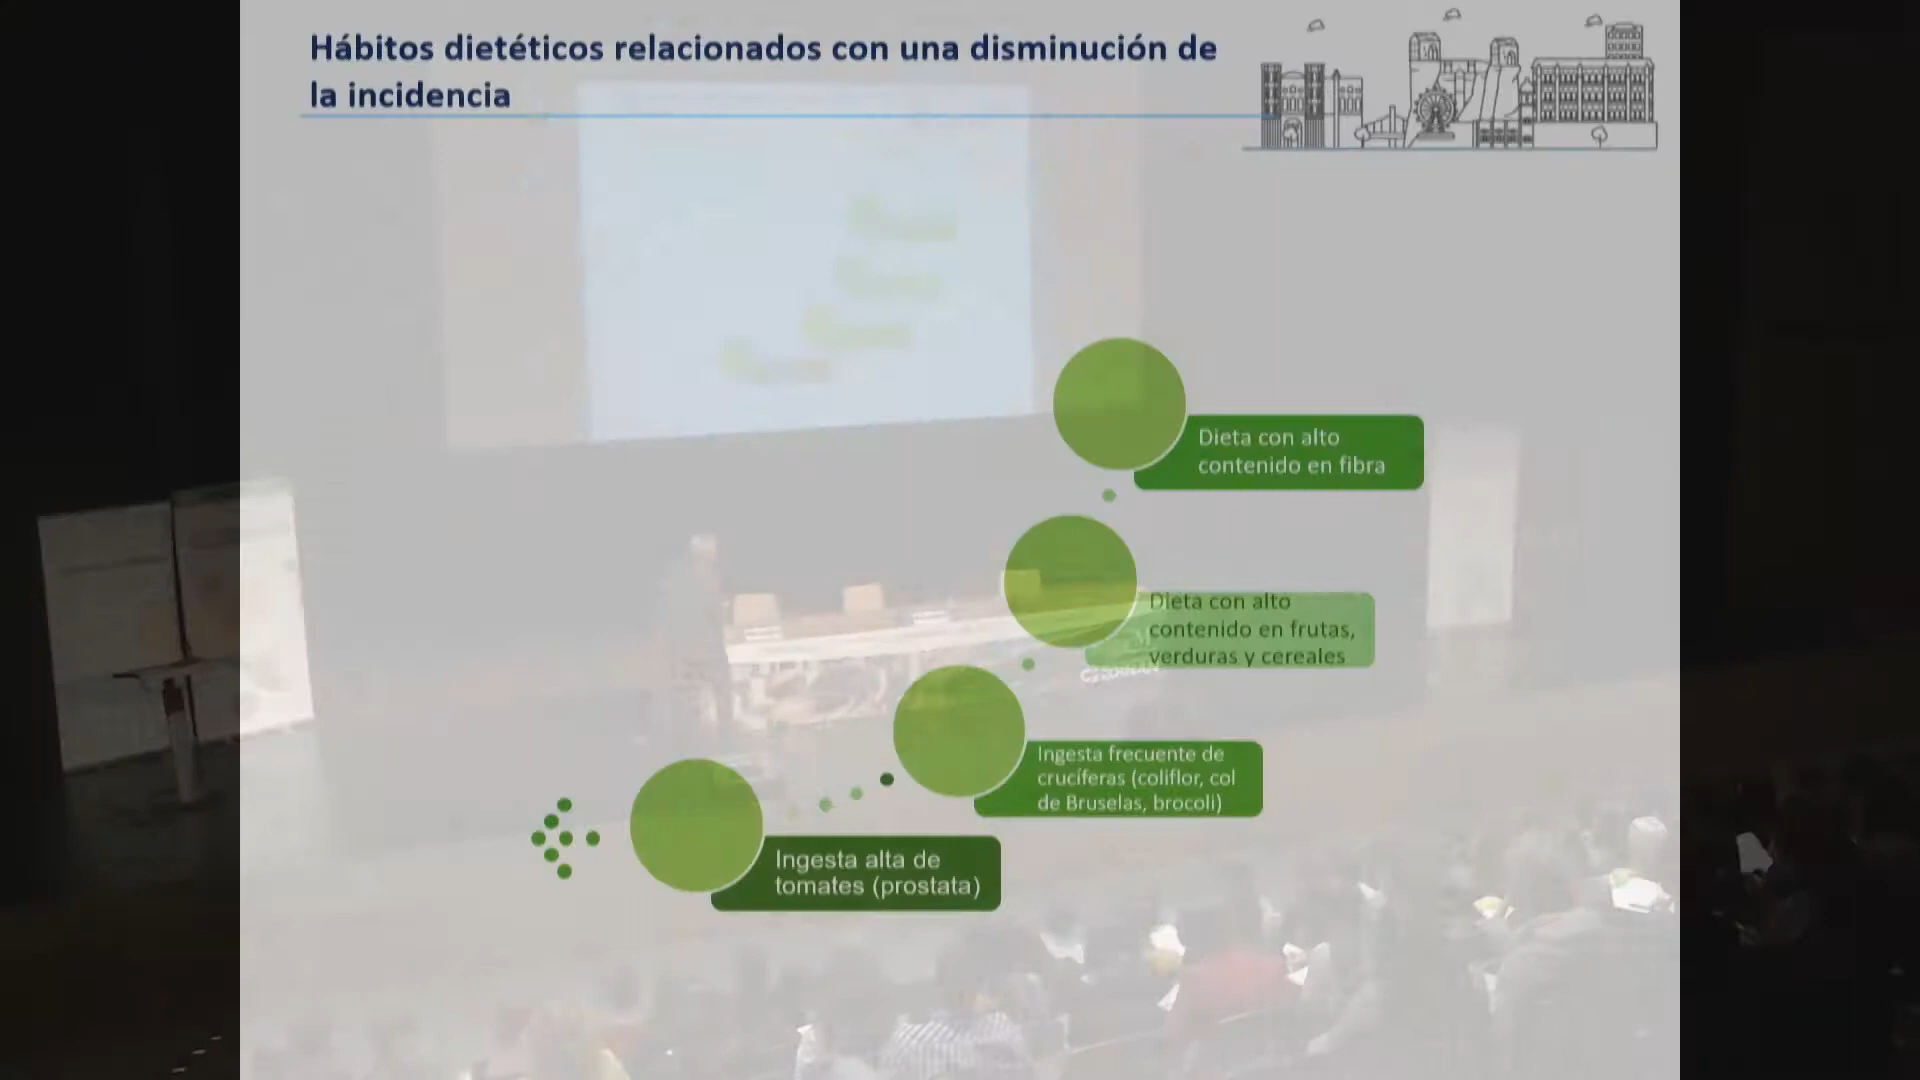 Hábitos dietéticos relacionados con una disminución de
la incidencia
Dieta con alto
contenido en fibra
Dieta con alto
contenido en frutas,
verduras y cereales
Ingesta frecuente de
crucíferas (coliflor, col
de Bruselas, brocoli)
Ingesta alta de
tomates (prostata)